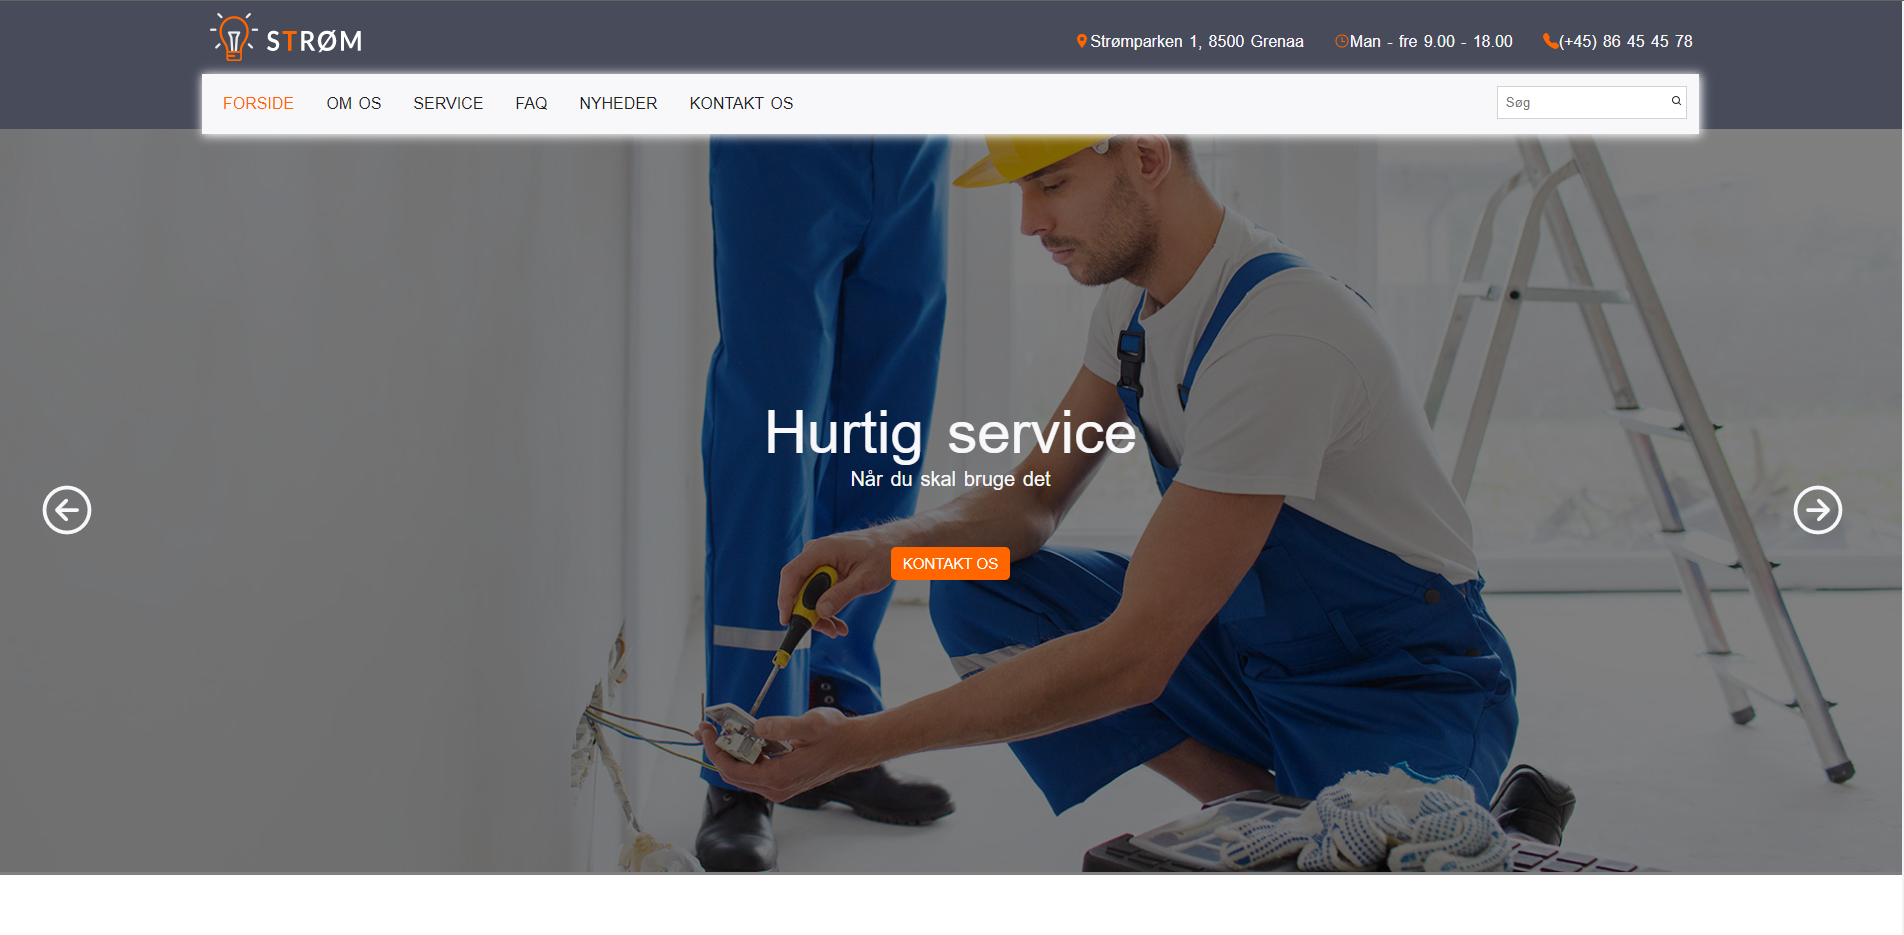 STRØM
Strømparken 1, 8500 Grenaa Man - fre 9.00 - 18.00 (+45) 86 45 45 78
FORSIDE OM OS SERVICE FAQ NYHEDER KONTAKT OS Søg
Hurtig service
Når du skal bruge det
KONTAKT OS